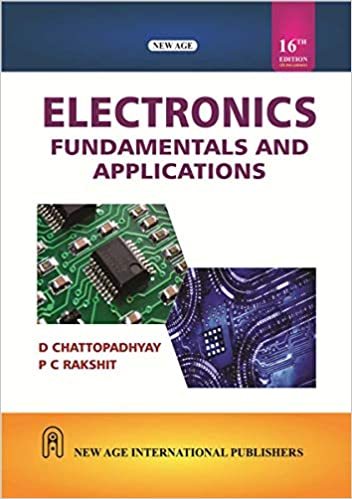 NEW AGE
16TH
EDITION
ELECTRONICS
FUNDAMENTALS AND
APPLICATIONS
D CHATTOPADHYAY
P C RAKSHIT
NEW AGE INTERNATIONAL PUBLISHERS